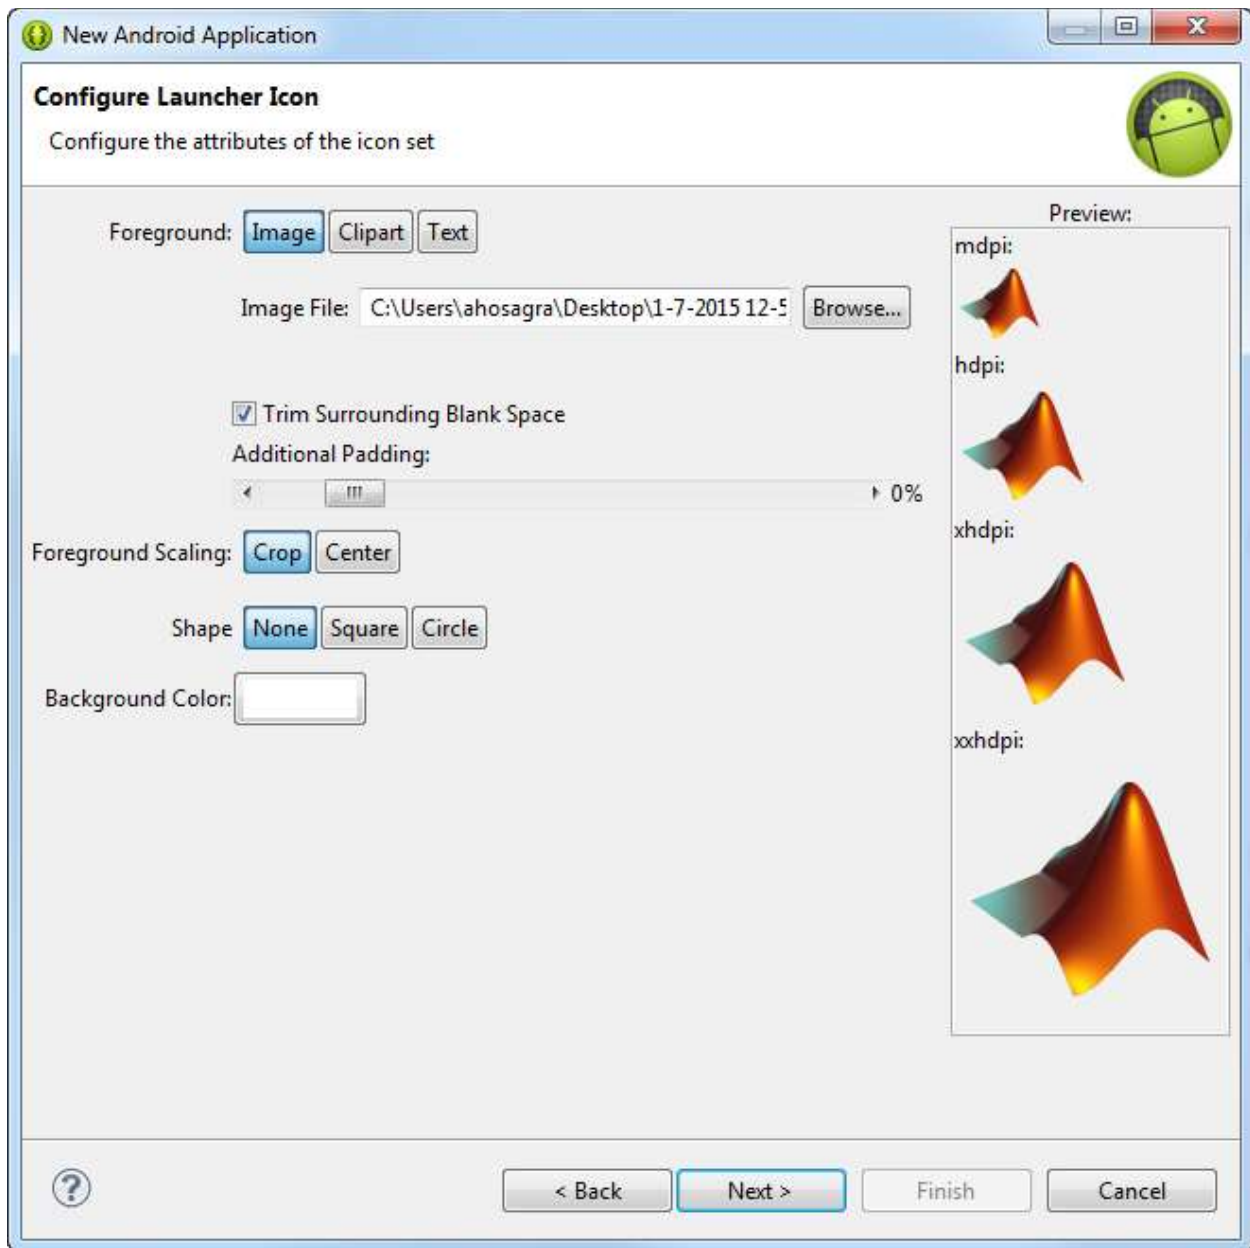 New Android Application
Configure Launcher Icon
Configure the attributes of the icon set
Foreground: Image Clipart Text
Image File: C:\Users\ahosagra\Desktop\1-7-2015 12-5 Browse...
Trim Surrounding Blank Space
Additional Padding:
0%
Foreground Scaling: Crop Center
Shape None Square Circle
Background Color:
Preview:
mdpi:
hdpi:
xhdpi:
xxhdpi:
? < Back Next > Finish Cancel